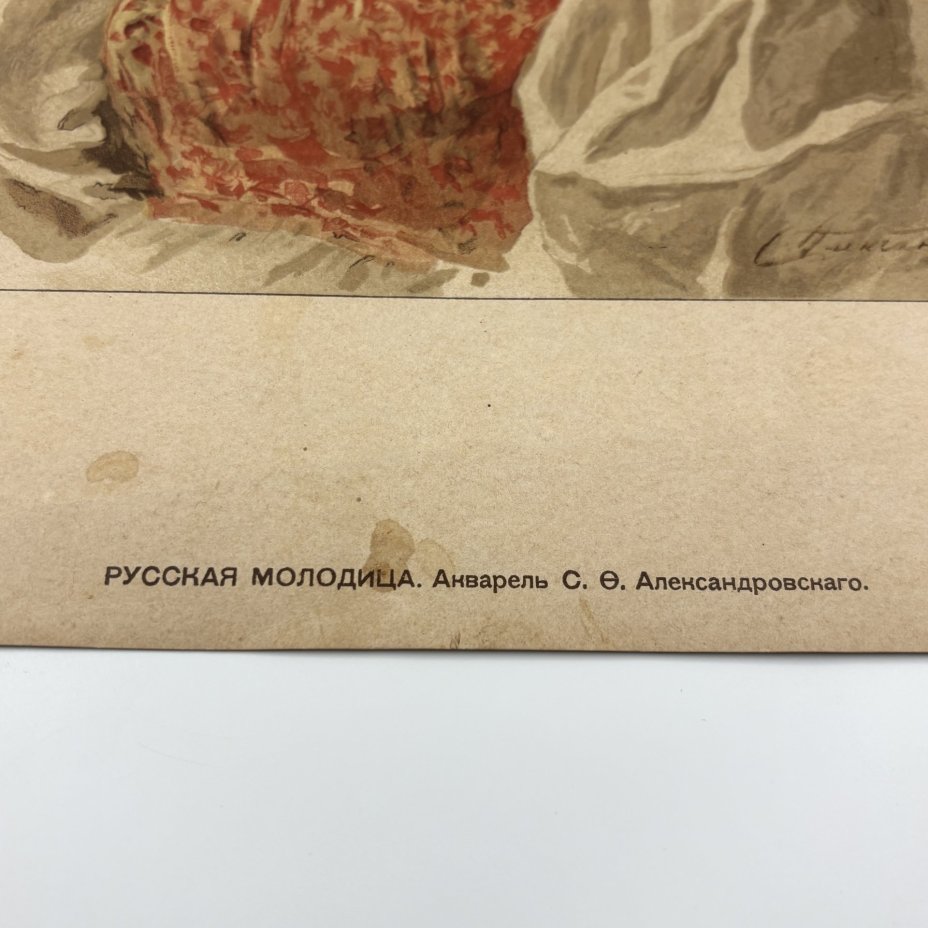 РУССКАЯ МОЛОДИЦА. Акварель С. Ѳ. Александровскаго.